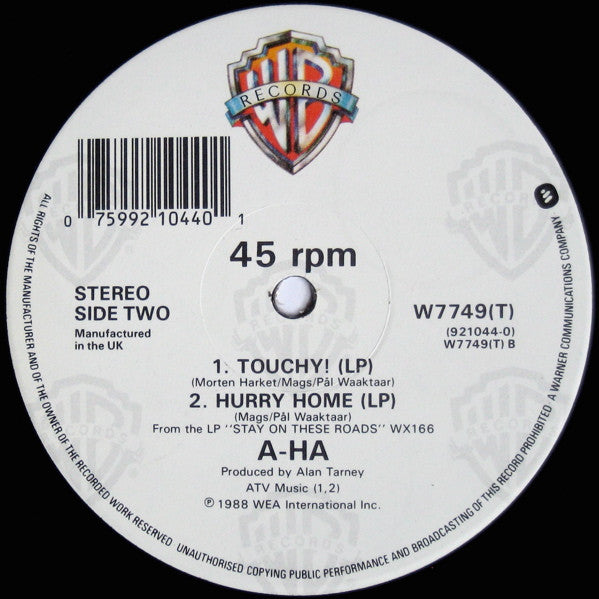 WB
RECORDS
0 75992 10440 1
45 rpm
STEREO
SIDE TWO
Manufactured
in the UK
W7749(T)
(921044-0)
W7749(T) B
1. TOUCHY! (LP)
(Morten Harket/Mags/Pål Waaktaar)
2. HURRY HOME (LP)
(Mags/Pål Waaktaar)
From the LP "STAY ON THESE ROADS" WX166
A-HA
Produced by Alan Tarney
ATV Music (1,2)
℗ 1988 WEA International Inc.
ALL RIGHTS OF THE MANUFACTURER AND OF THE OWNER OF THE RECORDED WORK RESERVED UNAUTHORISED COPYING PUBLIC PERFORMANCE AND BROADCASTING OF THIS RECORD PROHIBITED · A WARNER COMMUNICATIONS COMPANY